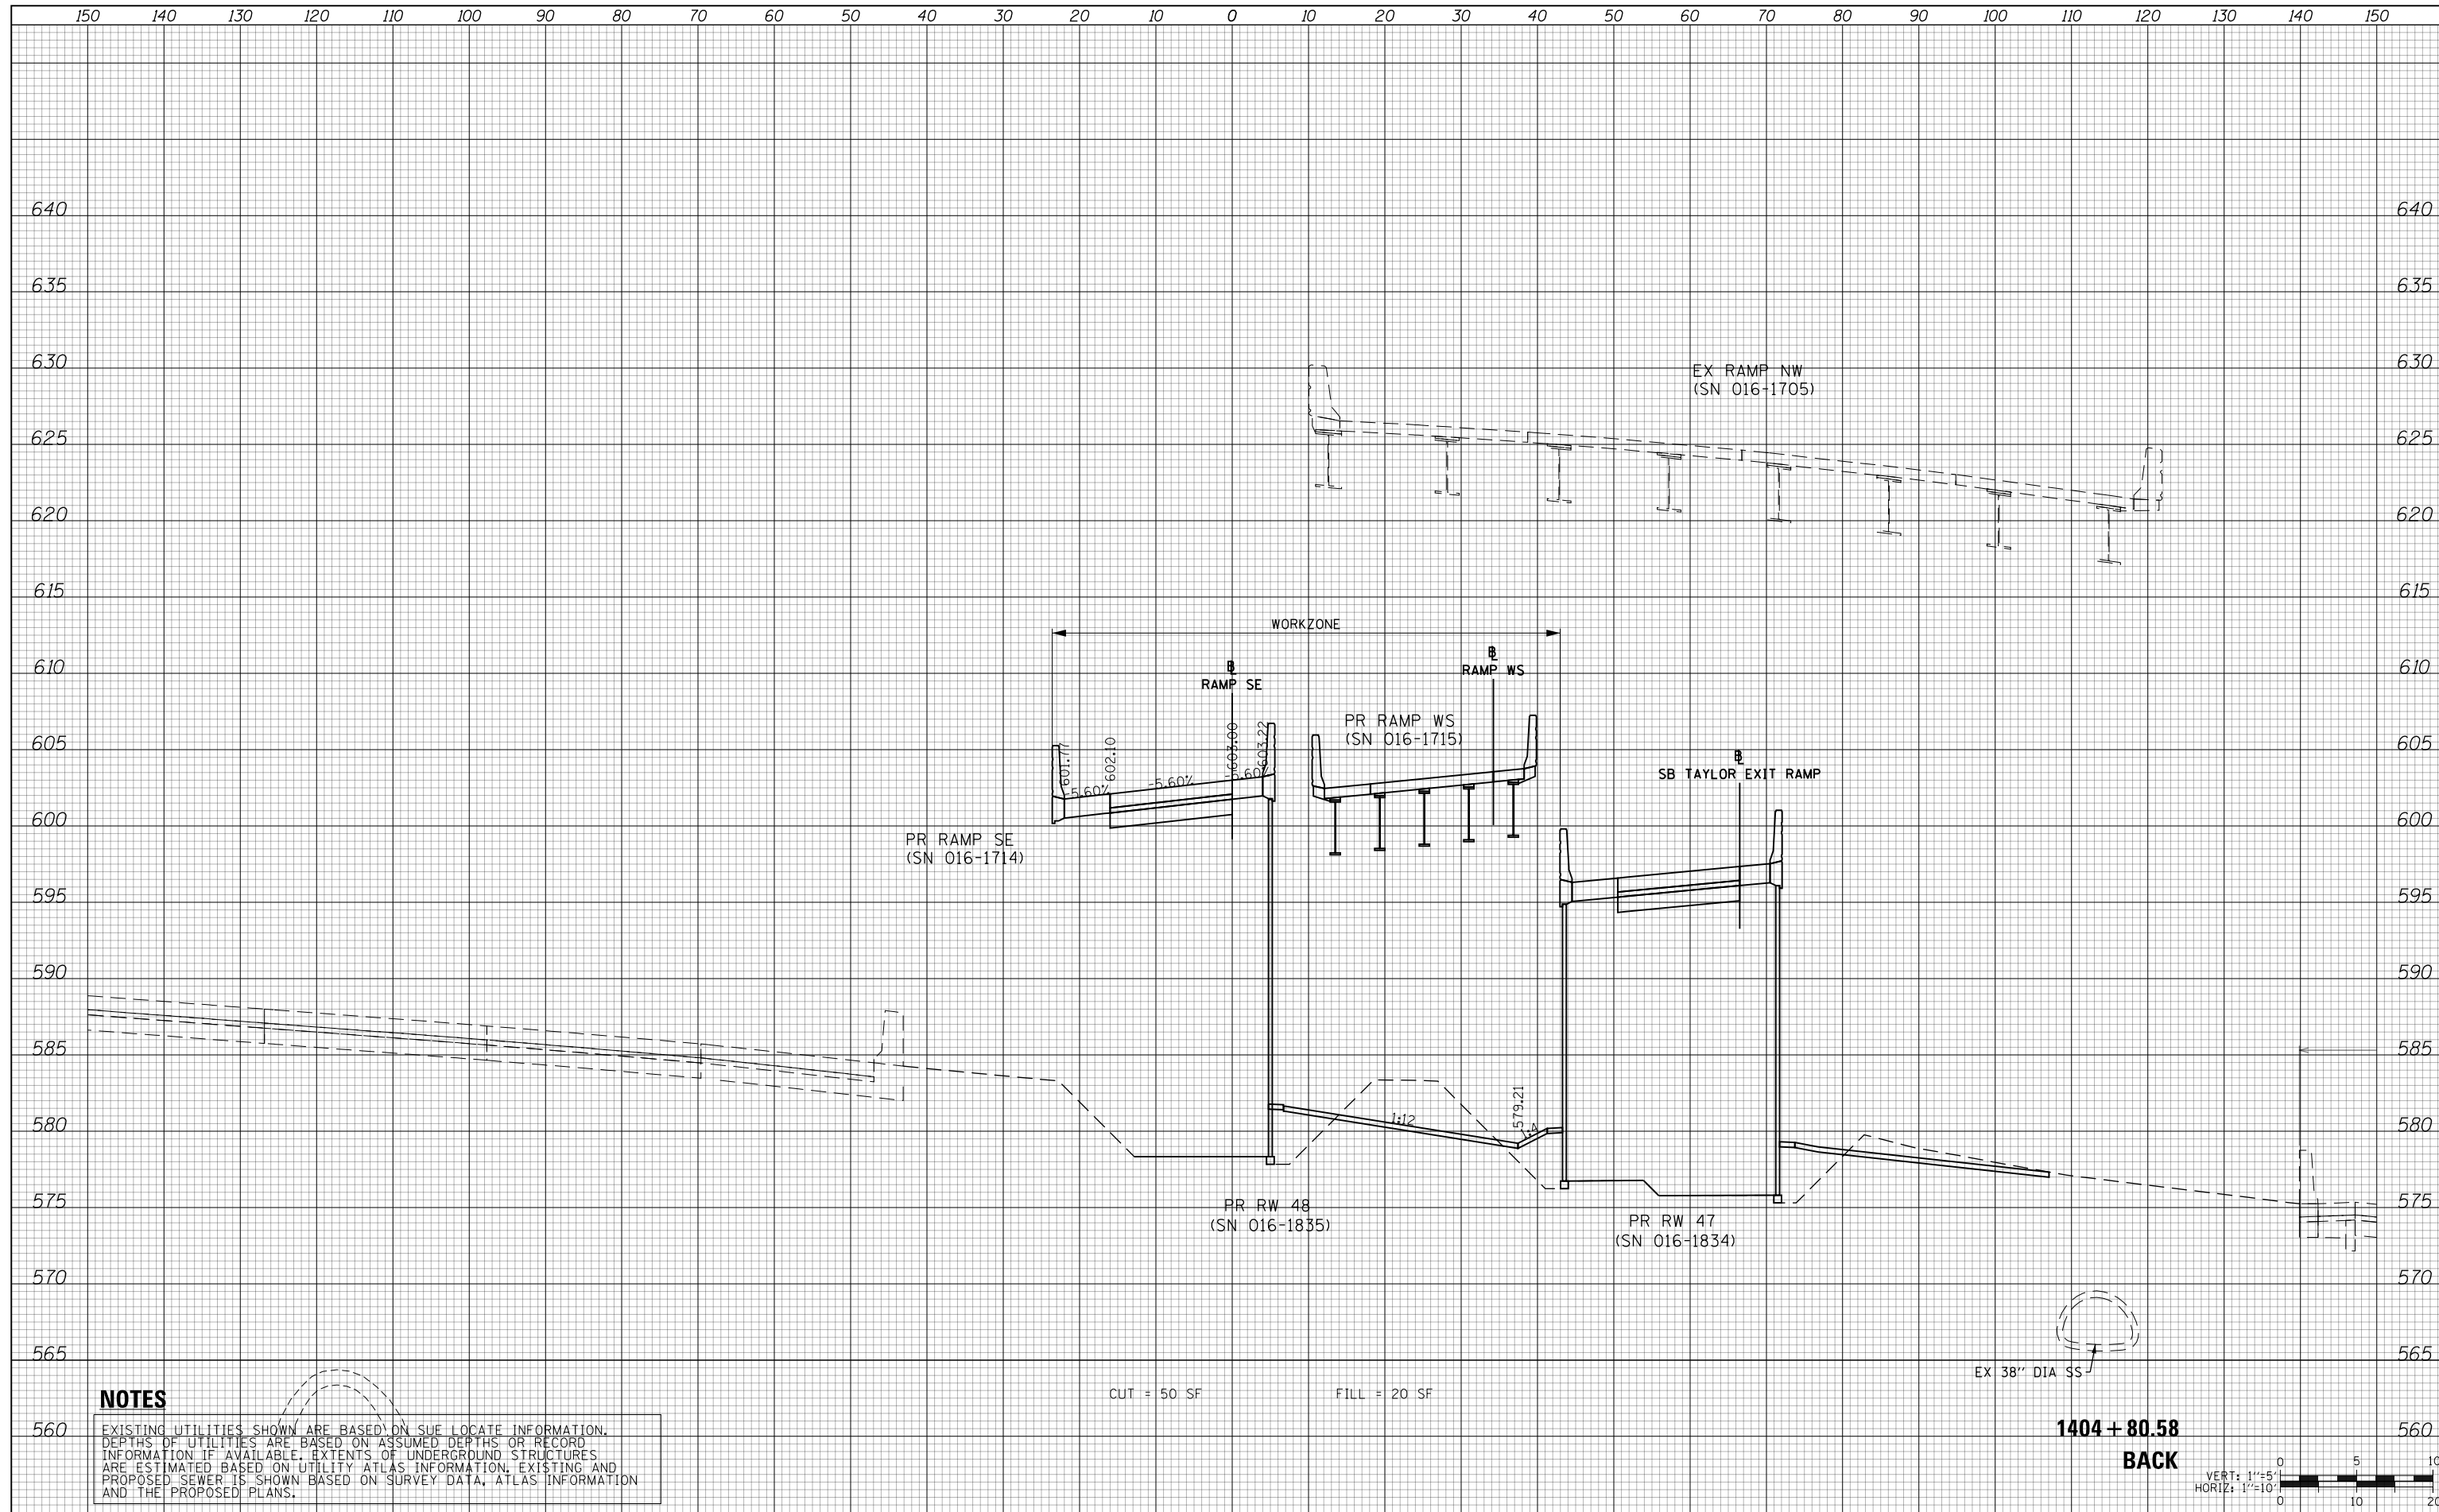 150 140 130 120 110 100 90 80 70 60 50 40 30 20 10 0 10 20 30 40 50 60 70 80 90 100 110 120 130 140 150
640 640
635 635
630 630
EX RAMP NW
(SN 016-1705)
625 625
620 620
615 615
WORKZONE
610 610
RAMP WS
RAMP SE
PR RAMP WS
(SN 016-1715)
605 605
601.77
602.10
603.00
603.22
-5.60%
-5.60%
-5.60%
SB TAYLOR EXIT RAMP
600 600
PR RAMP SE
(SN 016-1714)
595 595
590 590
585 585
580 580
1:12
579.21
1:4
575 575
PR RW 48
(SN 016-1835)
PR RW 47
(SN 016-1834)
570 570
565 565
EX 38" DIA SS
CUT = 50 SF FILL = 20 SF
NOTES
560 560
EXISTING UTILITIES SHOWN ARE BASED ON SUE LOCATE INFORMATION.
DEPTHS OF UTILITIES ARE BASED ON ASSUMED DEPTHS OR RECORD
INFORMATION IF AVAILABLE. EXTENTS OF UNDERGROUND STRUCTURES
ARE ESTIMATED BASED ON UTILITY ATLAS INFORMATION. EXISTING AND
PROPOSED SEWER IS SHOWN BASED ON SURVEY DATA, ATLAS INFORMATION
AND THE PROPOSED PLANS.
1404 + 80.58
BACK
0 5 10
VERT: 1"=5'
HORIZ: 1"=10'
0 10 20